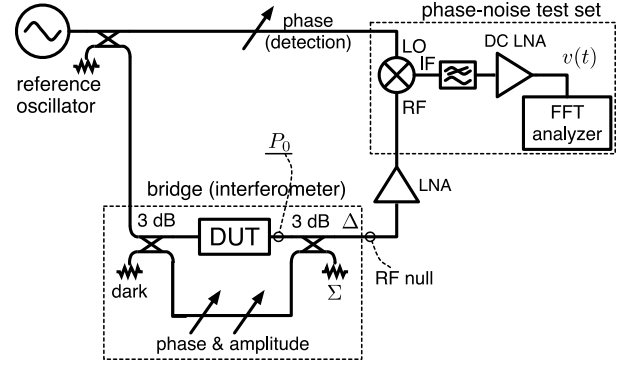 phase-noise test set
phase
(detection)
LO
IF
RF
DC LNA
v(t)
FFT
analyzer
reference
oscillator
P₀
LNA
bridge (interferometer)
3 dB
DUT
3 dB
Δ
dark
Σ
RF null
phase & amplitude